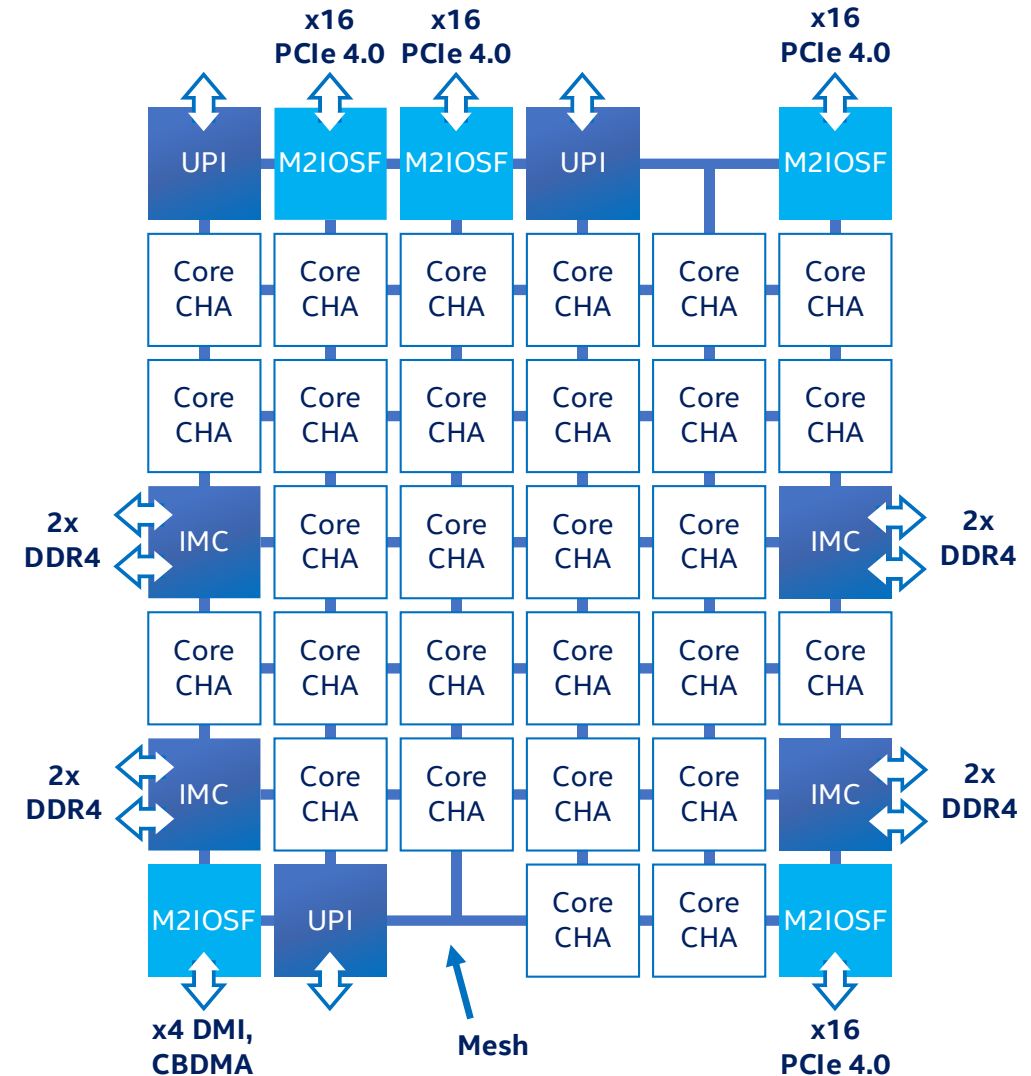 x16
PCIe 4.0
x16
PCIe 4.0
x16
PCIe 4.0
UPI
M2IOSF
M2IOSF
UPI
M2IOSF
Core
CHA
Core
CHA
Core
CHA
Core
CHA
Core
CHA
Core
CHA
Core
CHA
Core
CHA
Core
CHA
Core
CHA
Core
CHA
Core
CHA
2x
DDR4
IMC
Core
CHA
Core
CHA
Core
CHA
Core
CHA
IMC
2x
DDR4
Core
CHA
Core
CHA
Core
CHA
Core
CHA
Core
CHA
Core
CHA
2x
DDR4
IMC
Core
CHA
Core
CHA
Core
CHA
Core
CHA
IMC
2x
DDR4
M2IOSF
UPI
Core
CHA
Core
CHA
M2IOSF
x4 DMI,
CBDMA
Mesh
x16
PCIe 4.0